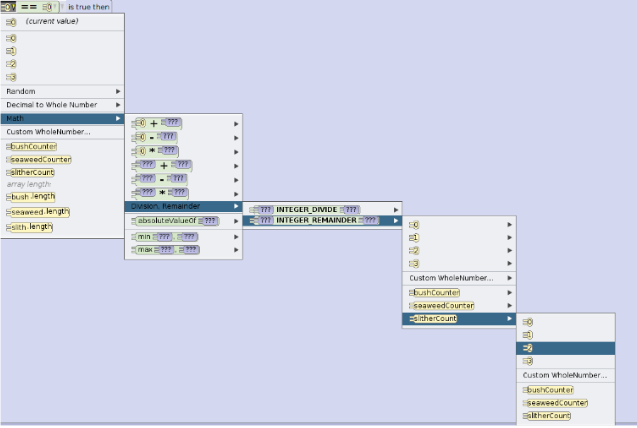 0 == 0 is true then
0 (current value)
0
1
2
3
Random
Decimal to Whole Number
Math
Custom WholeNumber...
bushCounter
seaweedCounter
slitherCount
array length
bush.length
seaweed.length
slith.length
0 + ???
0 - ???
0 * ???
??? + ???
??? - ???
??? * ???
Division, Remainder
absoluteValueOf ???
min ???, ???
max ???, ???
??? INTEGER_DIVIDE ???
??? INTEGER_REMAINDER ???
0
1
2
3
Custom WholeNumber...
bushCounter
seaweedCounter
slitherCount
0
1
2
3
Custom WholeNumber...
bushCounter
seaweedCounter
slitherCount